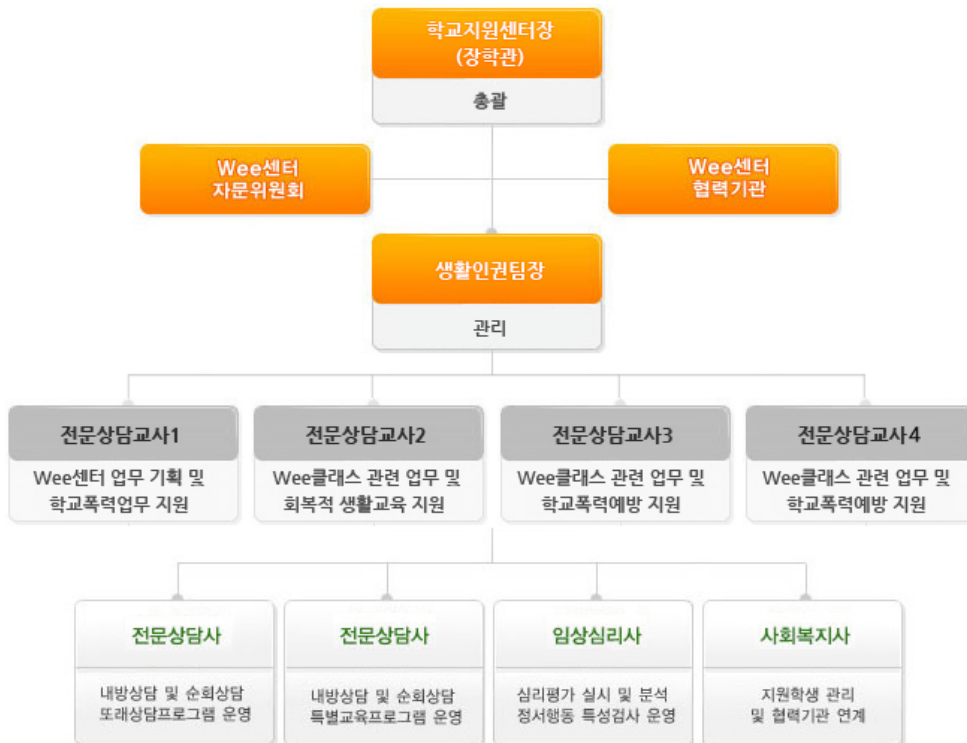 학교지원센터장
(장학관)
총괄
Wee센터
자문위원회
Wee센터
협력기관
생활인권팀장
관리
전문상담교사1
Wee센터 업무 기획 및
학교폭력업무 지원
전문상담교사2
Wee클래스 관련 업무 및
회복적 생활교육 지원
전문상담교사3
Wee클래스 관련 업무 및
학교폭력예방 지원
전문상담교사4
Wee클래스 관련 업무 및
학교폭력예방 지원
전문상담사
내방상담 및 순회상담
또래상담프로그램 운영
전문상담사
내방상담 및 순회상담
특별교육프로그램 운영
임상심리사
심리평가 실시 및 분석
정서행동 특성검사 운영
사회복지사
지원학생 관리
및 협력기관 연계